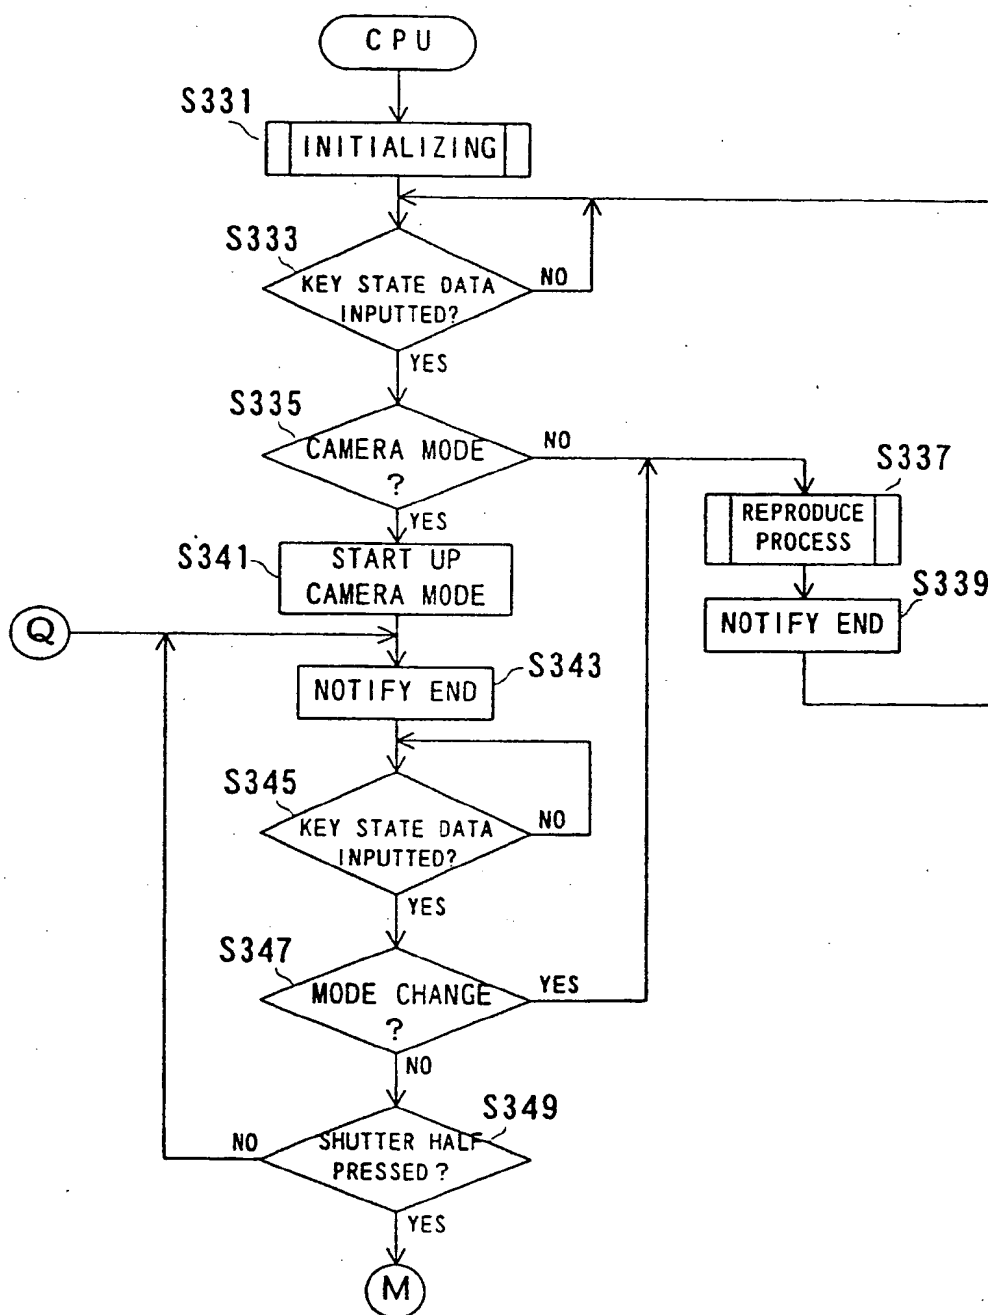 CPU
S331
INITIALIZING
S333
KEY STATE DATA
INPUTTED?
NO
YES
S335
CAMERA MODE
?
NO
YES
S337
REPRODUCE
PROCESS
S341
START UP
CAMERA MODE
S339
NOTIFY END
Q
S343
NOTIFY END
S345
KEY STATE DATA
INPUTTED?
NO
YES
S347
MODE CHANGE
?
YES
NO
S349
SHUTTER HALF
PRESSED?
NO
YES
M